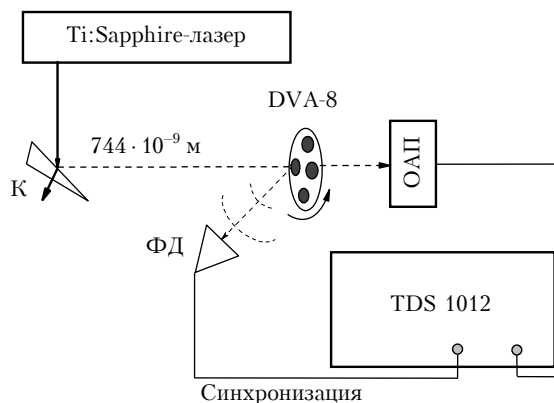 Ti:Sapphire-лазер
DVA-8
744 · 10⁻⁹ м
ОАП
К
ФД
TDS 1012
Синхронизация